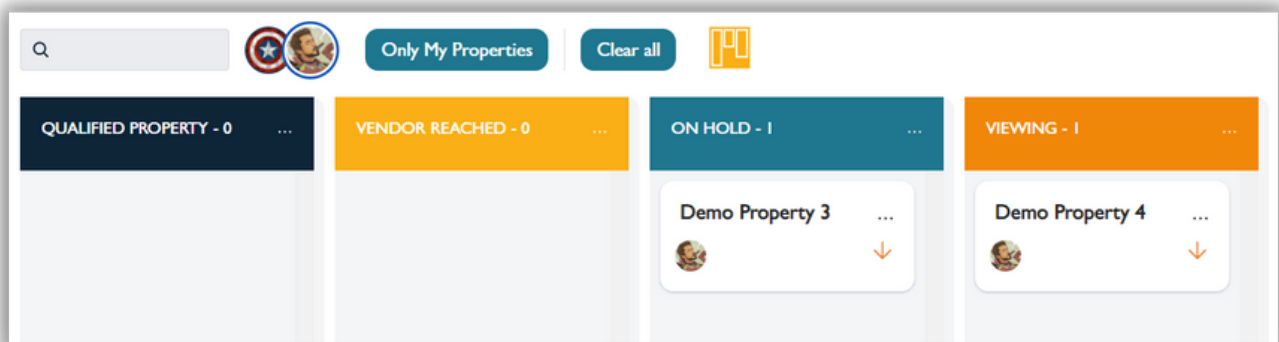 Only My Properties
Clear all
QUALIFIED PROPERTY - 0 ...
VENDOR REACHED - 0 ...
ON HOLD - 1 ...
VIEWING - 1 ...
Demo Property 3 ...
Demo Property 4 ...